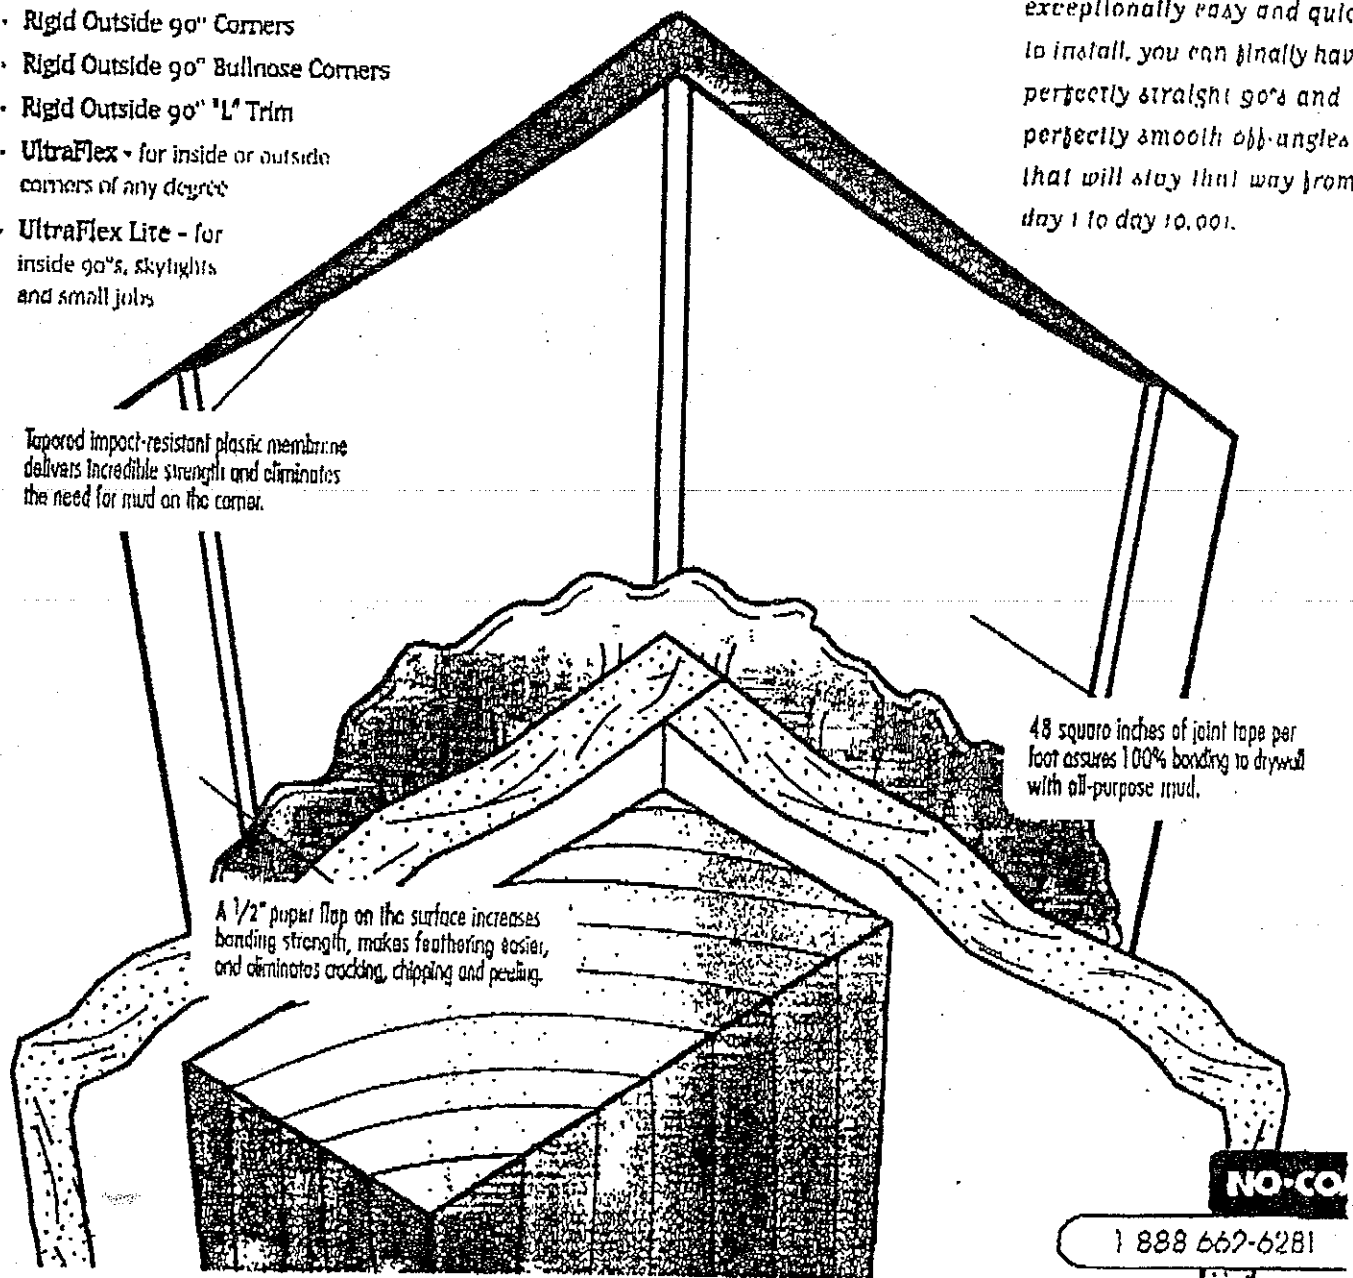 · Rigid Outside 90" Corners
· Rigid Outside 90" Bullnose Corners
· Rigid Outside 90" "L" Trim
· UltraFlex - for inside or outside
corners of any degree
· UltraFlex Lite - for
inside 90"s, skylights
and small jobs
exceptionally easy and quic
to install, you can finally hav
perfectly straight 90°s and
perfectly smooth off-angles
that will stay that way from
day 1 to day 10,001.
Tapered impact-resistant plastic membrane
delivers incredible strength and eliminates
the need for mud on the corner.
48 square inches of joint tape per
foot assures 100% bonding to drywall
with all-purpose mud.
A 1/2" paper flap on the surface increases
bonding strength, makes feathering easier,
and eliminates cracking, chipping and peeling.
NO-CO
1 888 662-6281